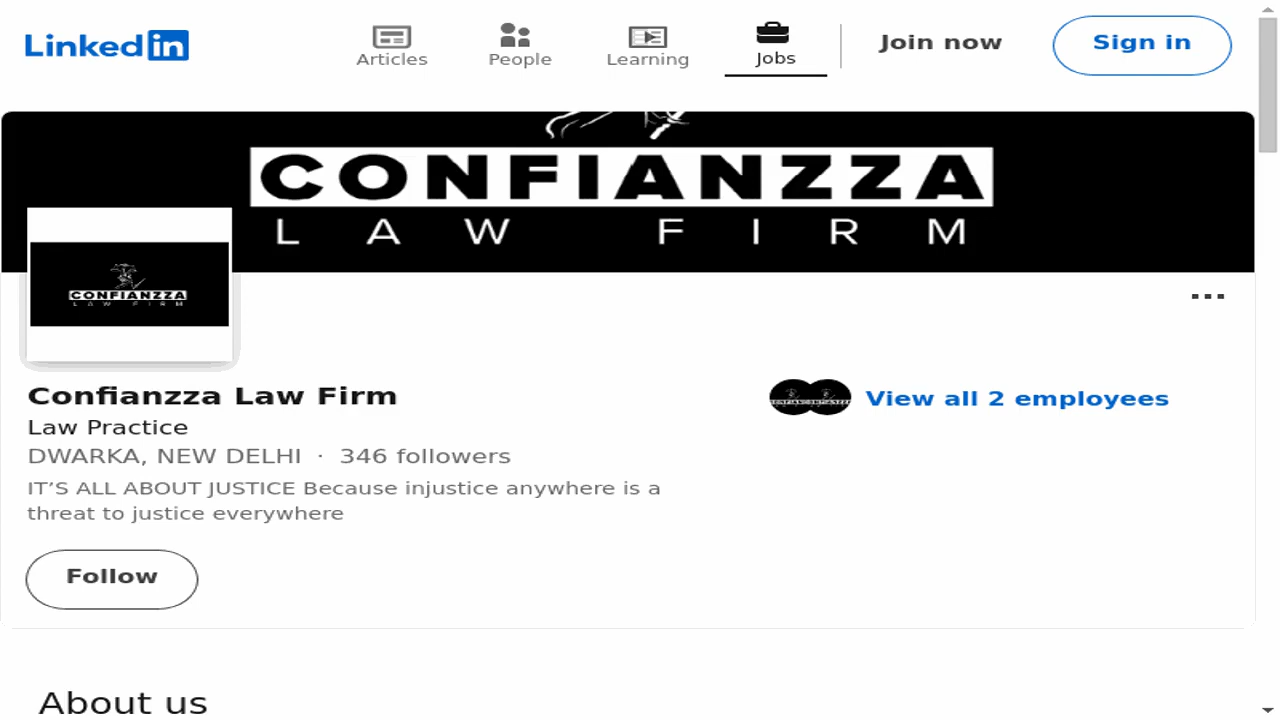 Linked in
Articles
People
Learning
Jobs
Join now
Sign in
CONFIANZZA
LAW FIRM
CONFIANZZA
LAW FIRM
Confianzza Law Firm
View all 2 employees
Law Practice
DWARKA, NEW DELHI · 346 followers
IT’S ALL ABOUT JUSTICE Because injustice anywhere is a
threat to justice everywhere
Follow
About us